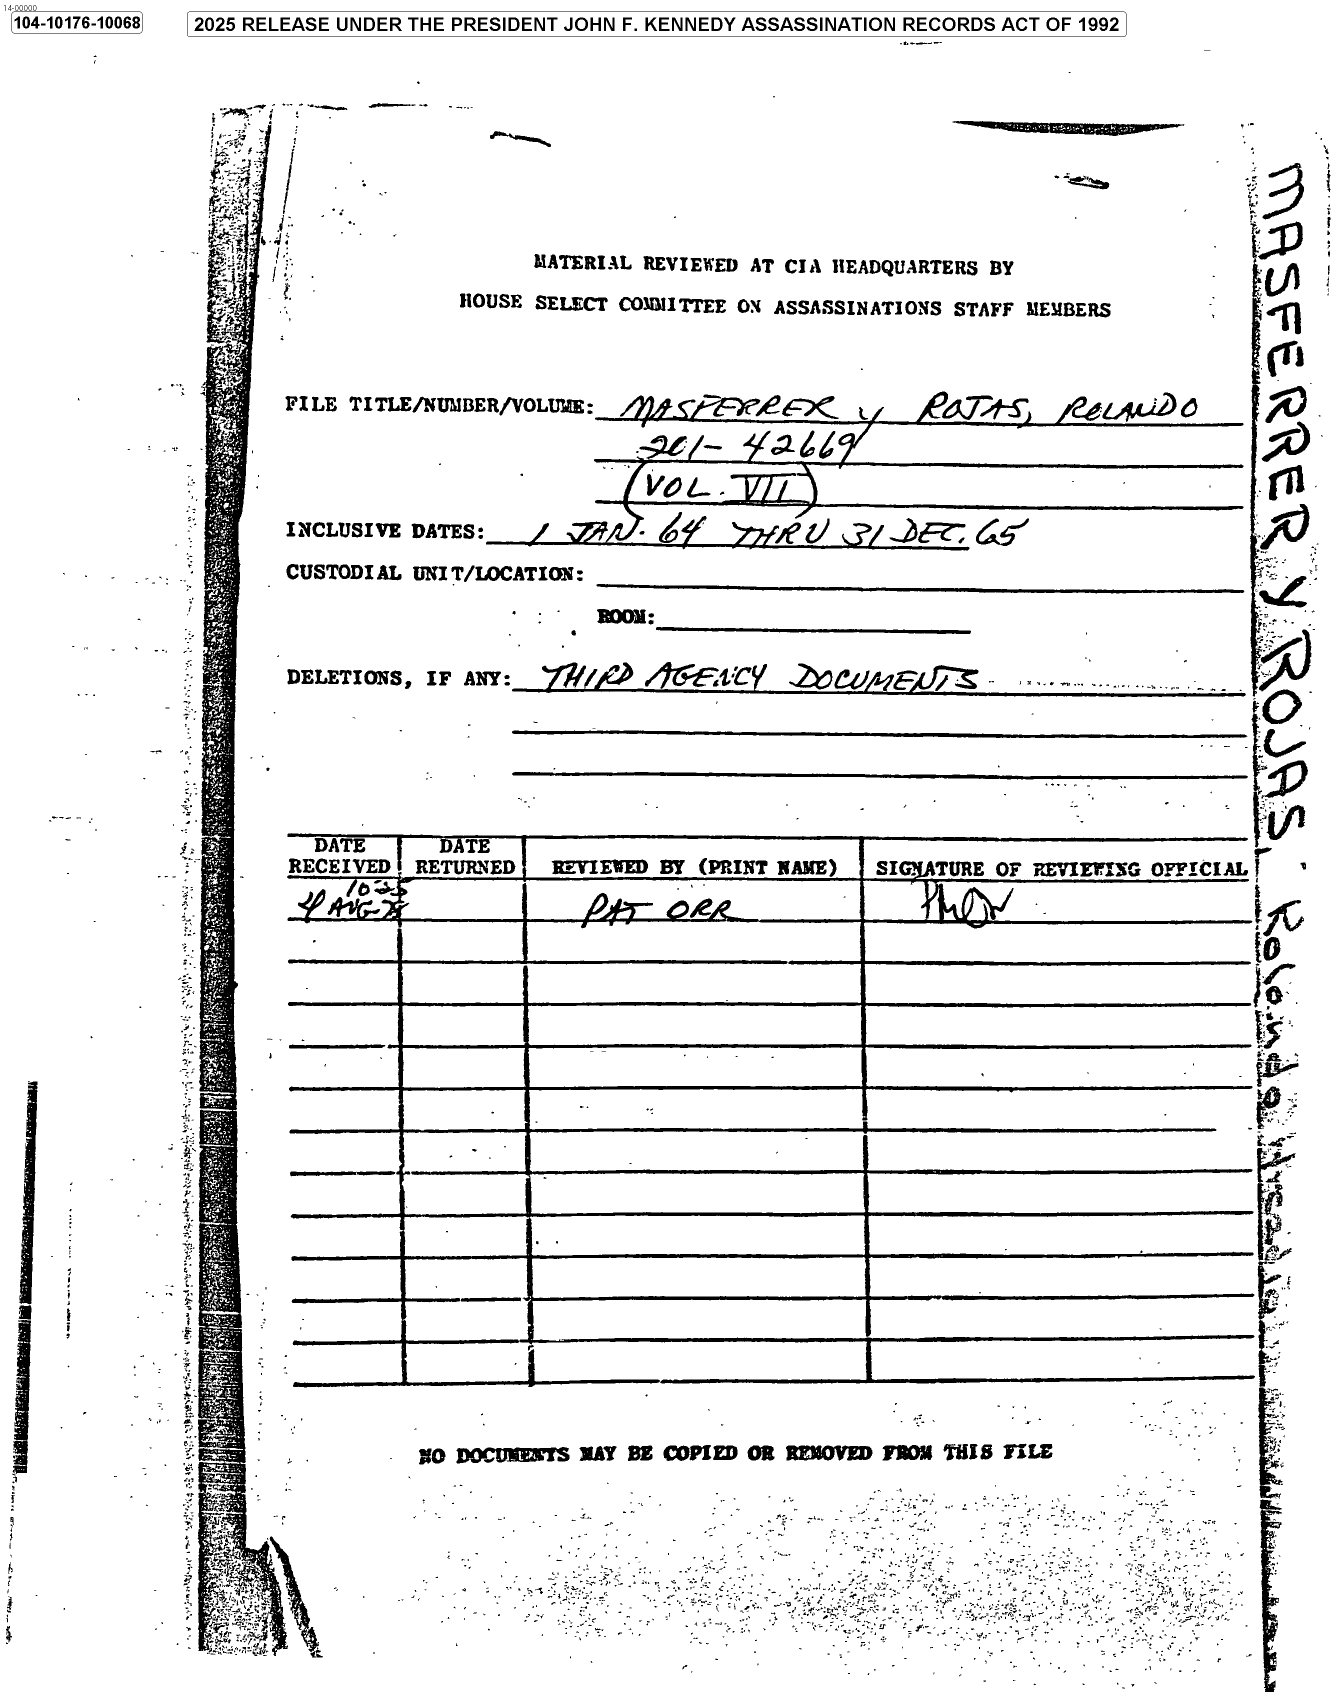 14-00000
104-10176-10068
2025 RELEASE UNDER THE PRESIDENT JOHN F. KENNEDY ASSASSINATION RECORDS ACT OF 1992
MATERIAL REVIEWED AT CIA HEADQUARTERS BY
HOUSE SELECT COMMITTEE ON ASSASSINATIONS STAFF MEMBERS
FILE TITLE/NUMBER/VOLUME: MASFERRER y ROJAS, ROLANDO
201-42669
(VOL. VII)
INCLUSIVE DATES: 1 JAN. 64 THRU 31 DEC. 65
CUSTODIAL UNIT/LOCATION:
ROOM:
DELETIONS, IF ANY: THIRD AGENCY DOCUMENTS
DATE RECEIVED DATE RETURNED REVIEWED BY (PRINT NAME) SIGNATURE OF REVIEWING OFFICIAL
4 AUG 78 PAT ORR
NO DOCUMENTS MAY BE COPIED OR REMOVED FROM THIS FILE
MASFERRER y ROJAS, Rolando